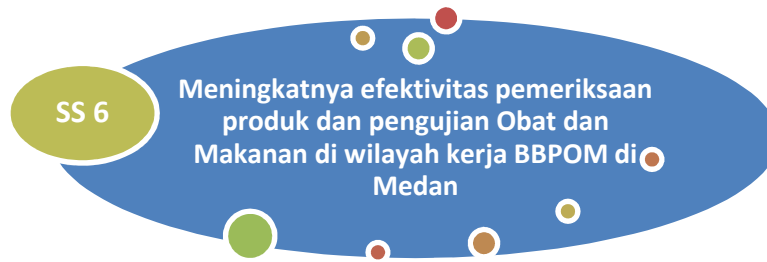 SS 6
Meningkatnya efektivitas pemeriksaan
produk dan pengujian Obat dan
Makanan di wilayah kerja BBPOM di
Medan